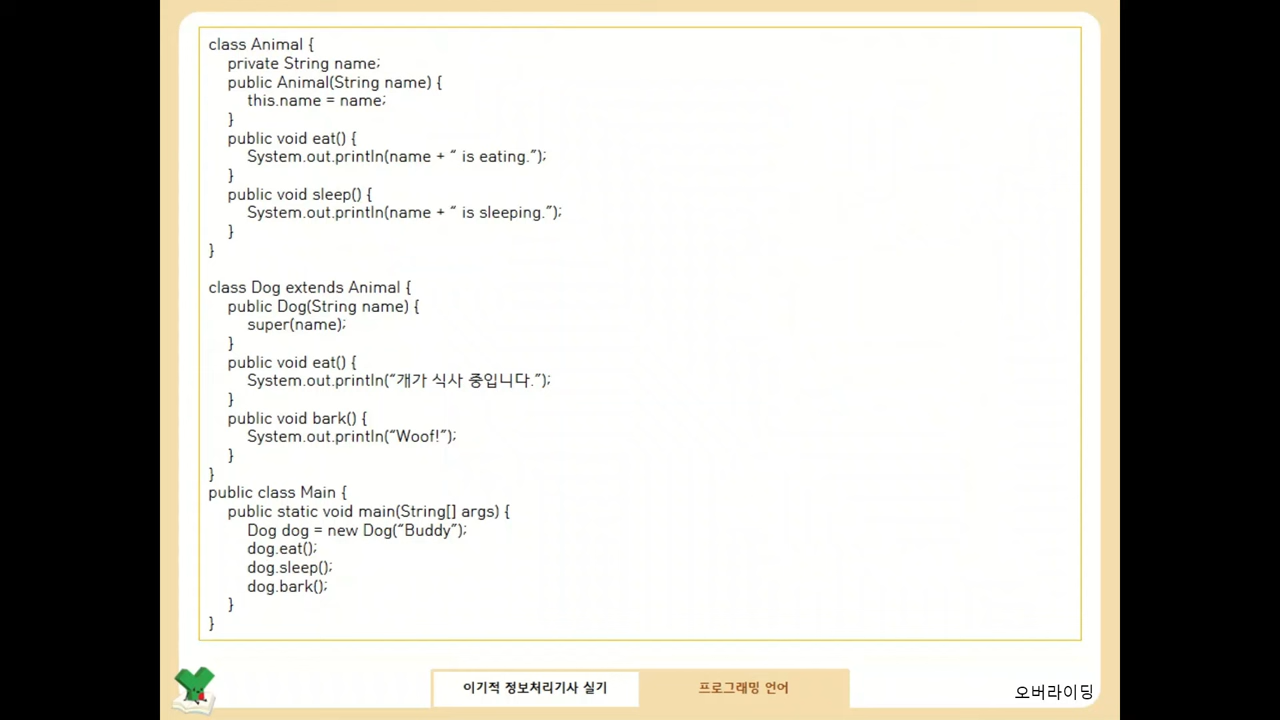 class Animal {
private String name;
public Animal(String name) {
this.name = name;
}
public void eat() {
System.out.println(name + “ is eating.”);
}
public void sleep() {
System.out.println(name + “ is sleeping.”);
}
}
class Dog extends Animal {
public Dog(String name) {
super(name);
}
public void eat() {
System.out.println(“개가 식사 중입니다.”);
}
public void bark() {
System.out.println(“Woof!”);
}
}
public class Main {
public static void main(String[] args) {
Dog dog = new Dog(“Buddy”);
dog.eat();
dog.sleep();
dog.bark();
}
}
이기적 정보처리기사 실기
프로그래밍 언어
오버라이딩